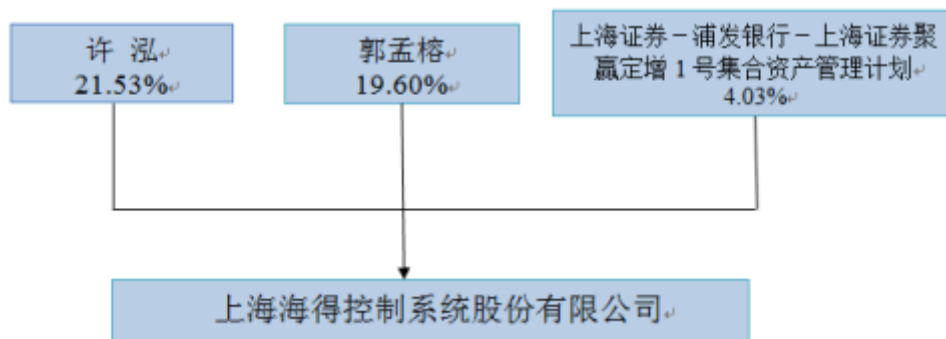 许 泓
21.53%
郭孟榕
19.60%
上海证券－浦发银行－上海证券聚
赢定增 1 号集合资产管理计划
4.03%
上海海得控制系统股份有限公司